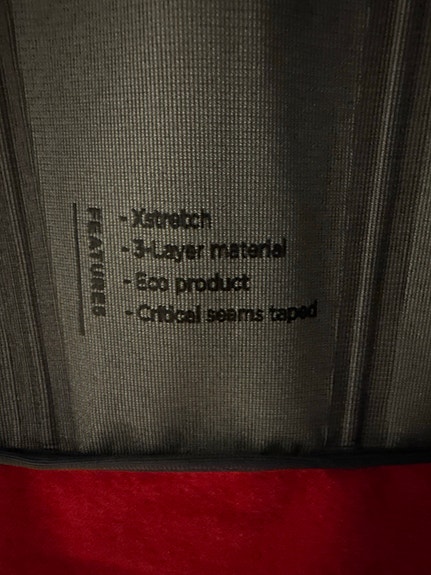 FEATURES
- Xstretch
- 3-Layer material
- Eco product
- Critical seams taped